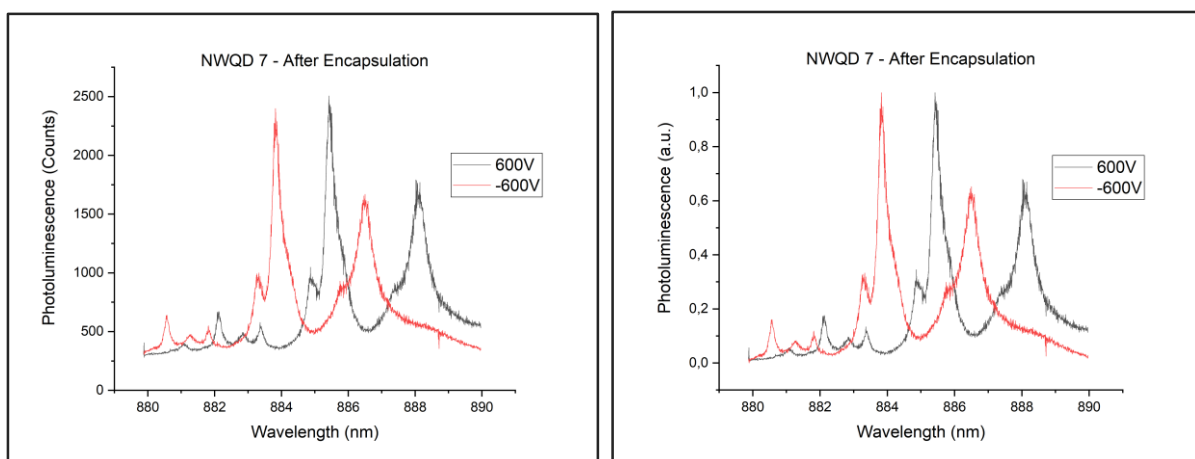 NWQD 7 - After Encapsulation
2500
2000
1500
1000
500
0
Photoluminescence (Counts)
600V
-600V
880
882
884
886
888
890
Wavelength (nm)
NWQD 7 - After Encapsulation
1,0
0,8
0,6
0,4
0,2
0,0
Photoluminescence (a.u.)
600V
-600V
880
882
884
886
888
890
Wavelength (nm)